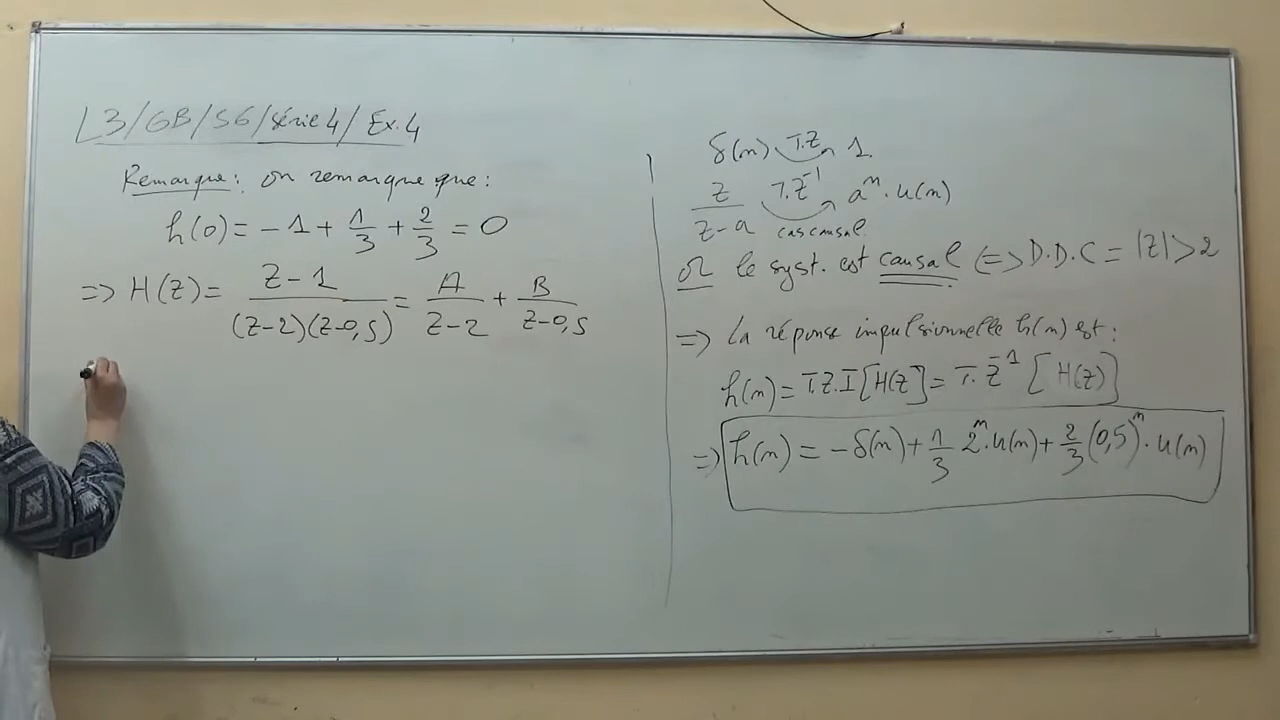 L3/GB/S6/série 4/ Ex.4
Remarque: on remarque que:
h(0) = -1 + 1/3 + 2/3 = 0
=> H(z) = (z-1)/((z-2)(z-0,5)) = A/(z-2) + B/(z-0,5)
δ(n) T.Z 1.
z/(z-a) T.Z⁻¹ aⁿ.u(n)
cas causal.
or le syst. est causal <=> D.D.C = |z|>2
=> la réponse impulsionnelle h(n) est:
h(n) = T.Z.I [H(z] = T.Z⁻¹ [H(z)]
=> h(n) = -δ(n) + 1/3 2ⁿ.u(n) + 2/3 (0,5)ⁿ.u(n)